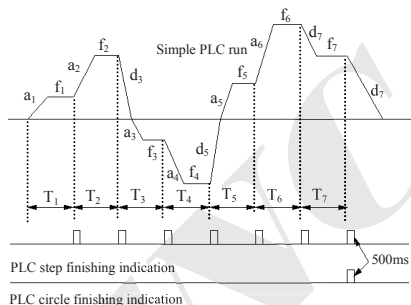 f₆
Simple PLC run
f₂
a₂
a₆
d₇
f₇
f₁
d₃
f₅
a₁
a₅
d₇
a₃
f₃
d₅
a₄
f₄
T₁ T₂ T₃ T₄ T₅ T₆ T₇
PLC step finishing indication
500ms
PLC circle finishing indication